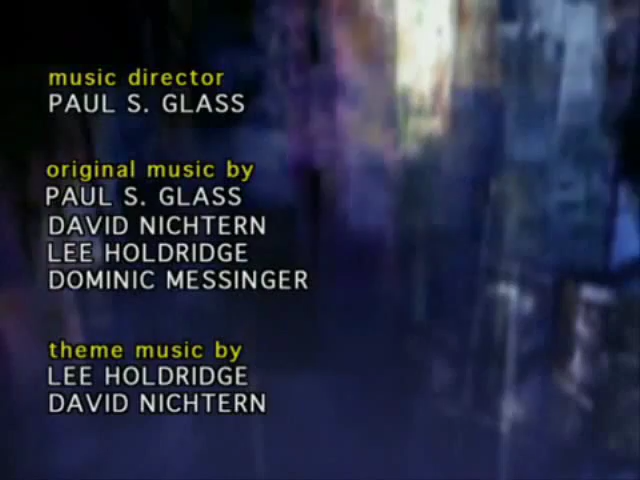 music director
PAUL S. GLASS
original music by
PAUL S. GLASS
DAVID NICHTERN
LEE HOLDRIDGE
DOMINIC MESSINGER
theme music by
LEE HOLDRIDGE
DAVID NICHTERN